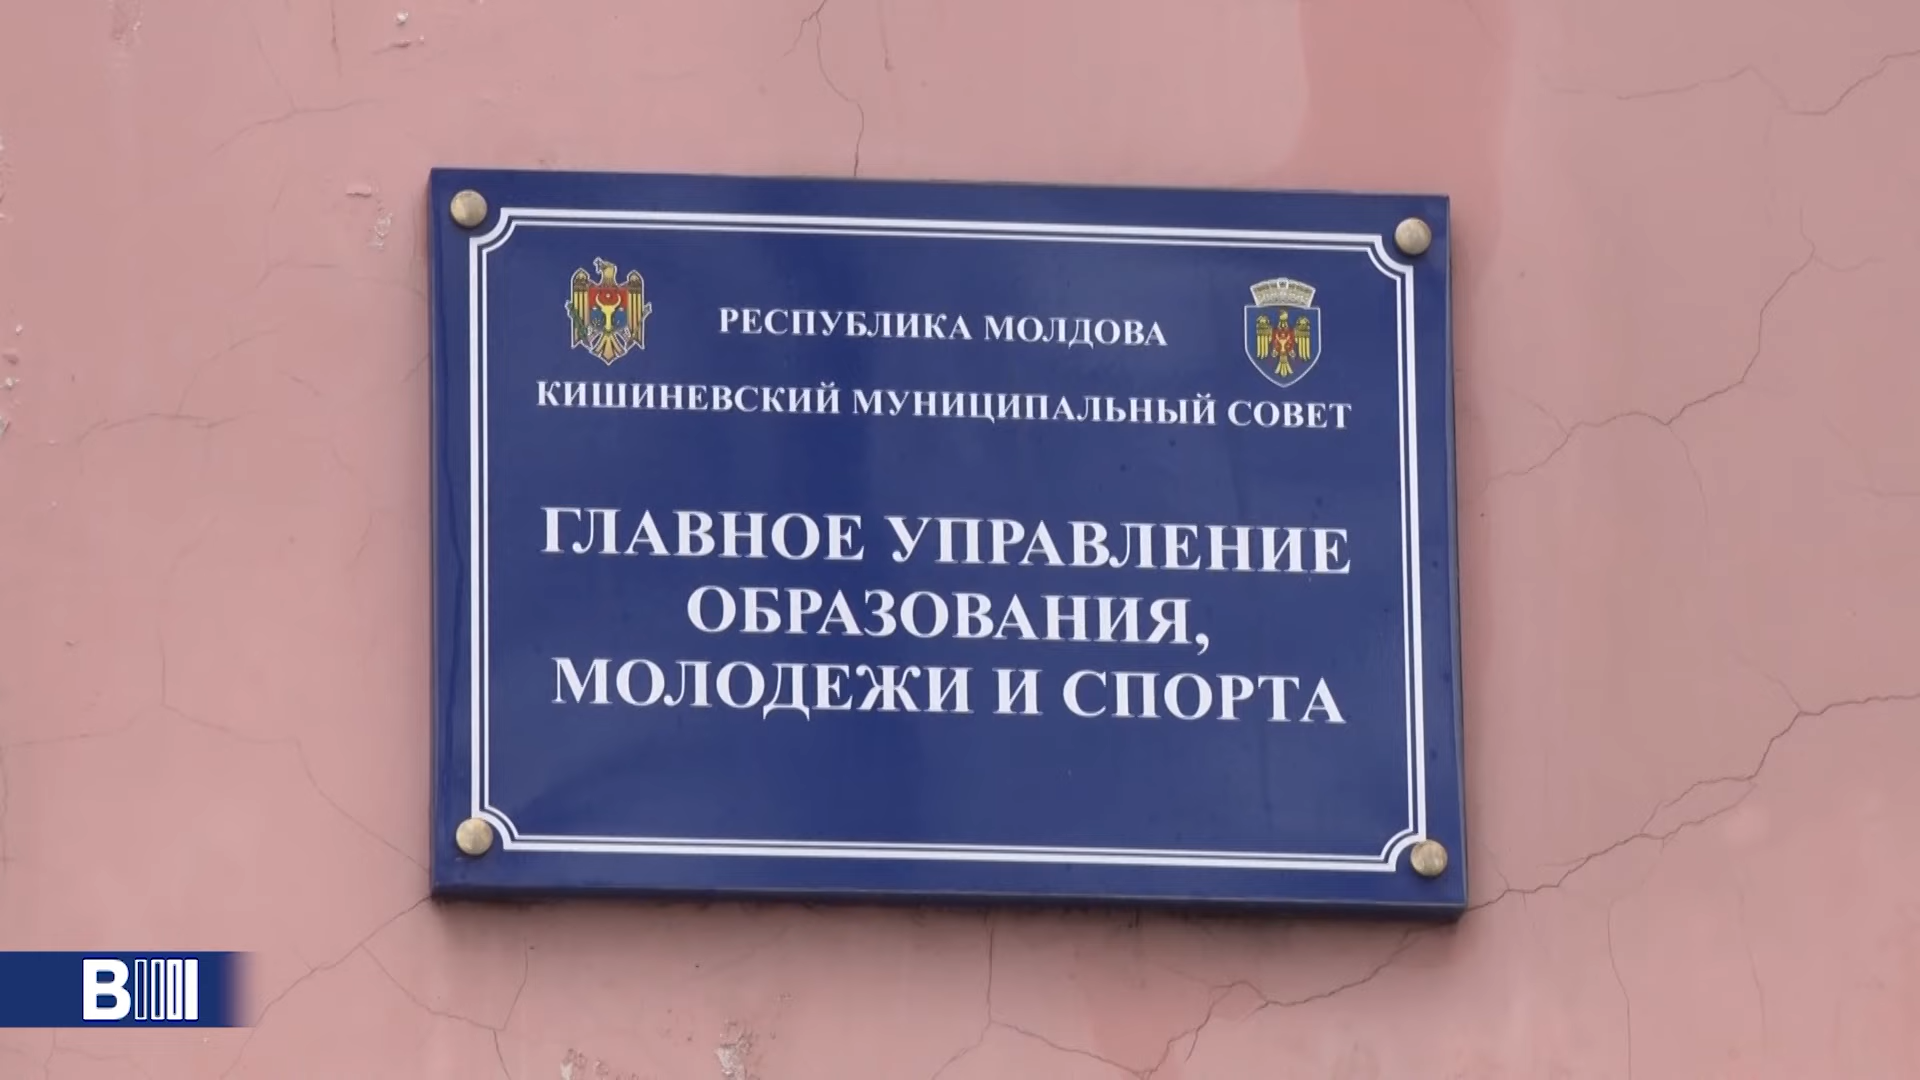 РЕСПУБЛИКА МОЛДОВА
КИШИНЕВСКИЙ МУНИЦИПАЛЬНЫЙ СОВЕТ
ГЛАВНОЕ УПРАВЛЕНИЕ
ОБРАЗОВАНИЯ,
МОЛОДЕЖИ И СПОРТА
B